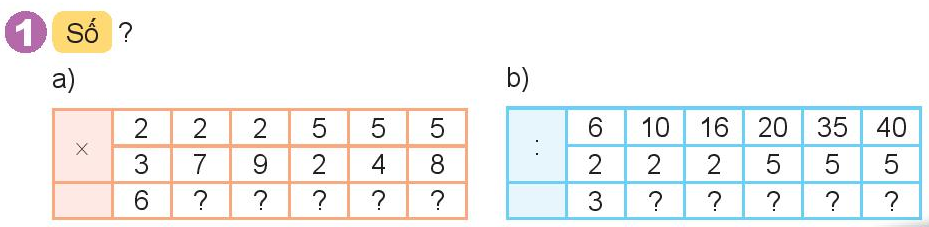 1 Số ?
a)
× 2 2 2 5 5 5
3 7 9 2 4 8
6 ? ? ? ? ?
b)
: 6 10 16 20 35 40
2 2 2 5 5 5
3 ? ? ? ? ?